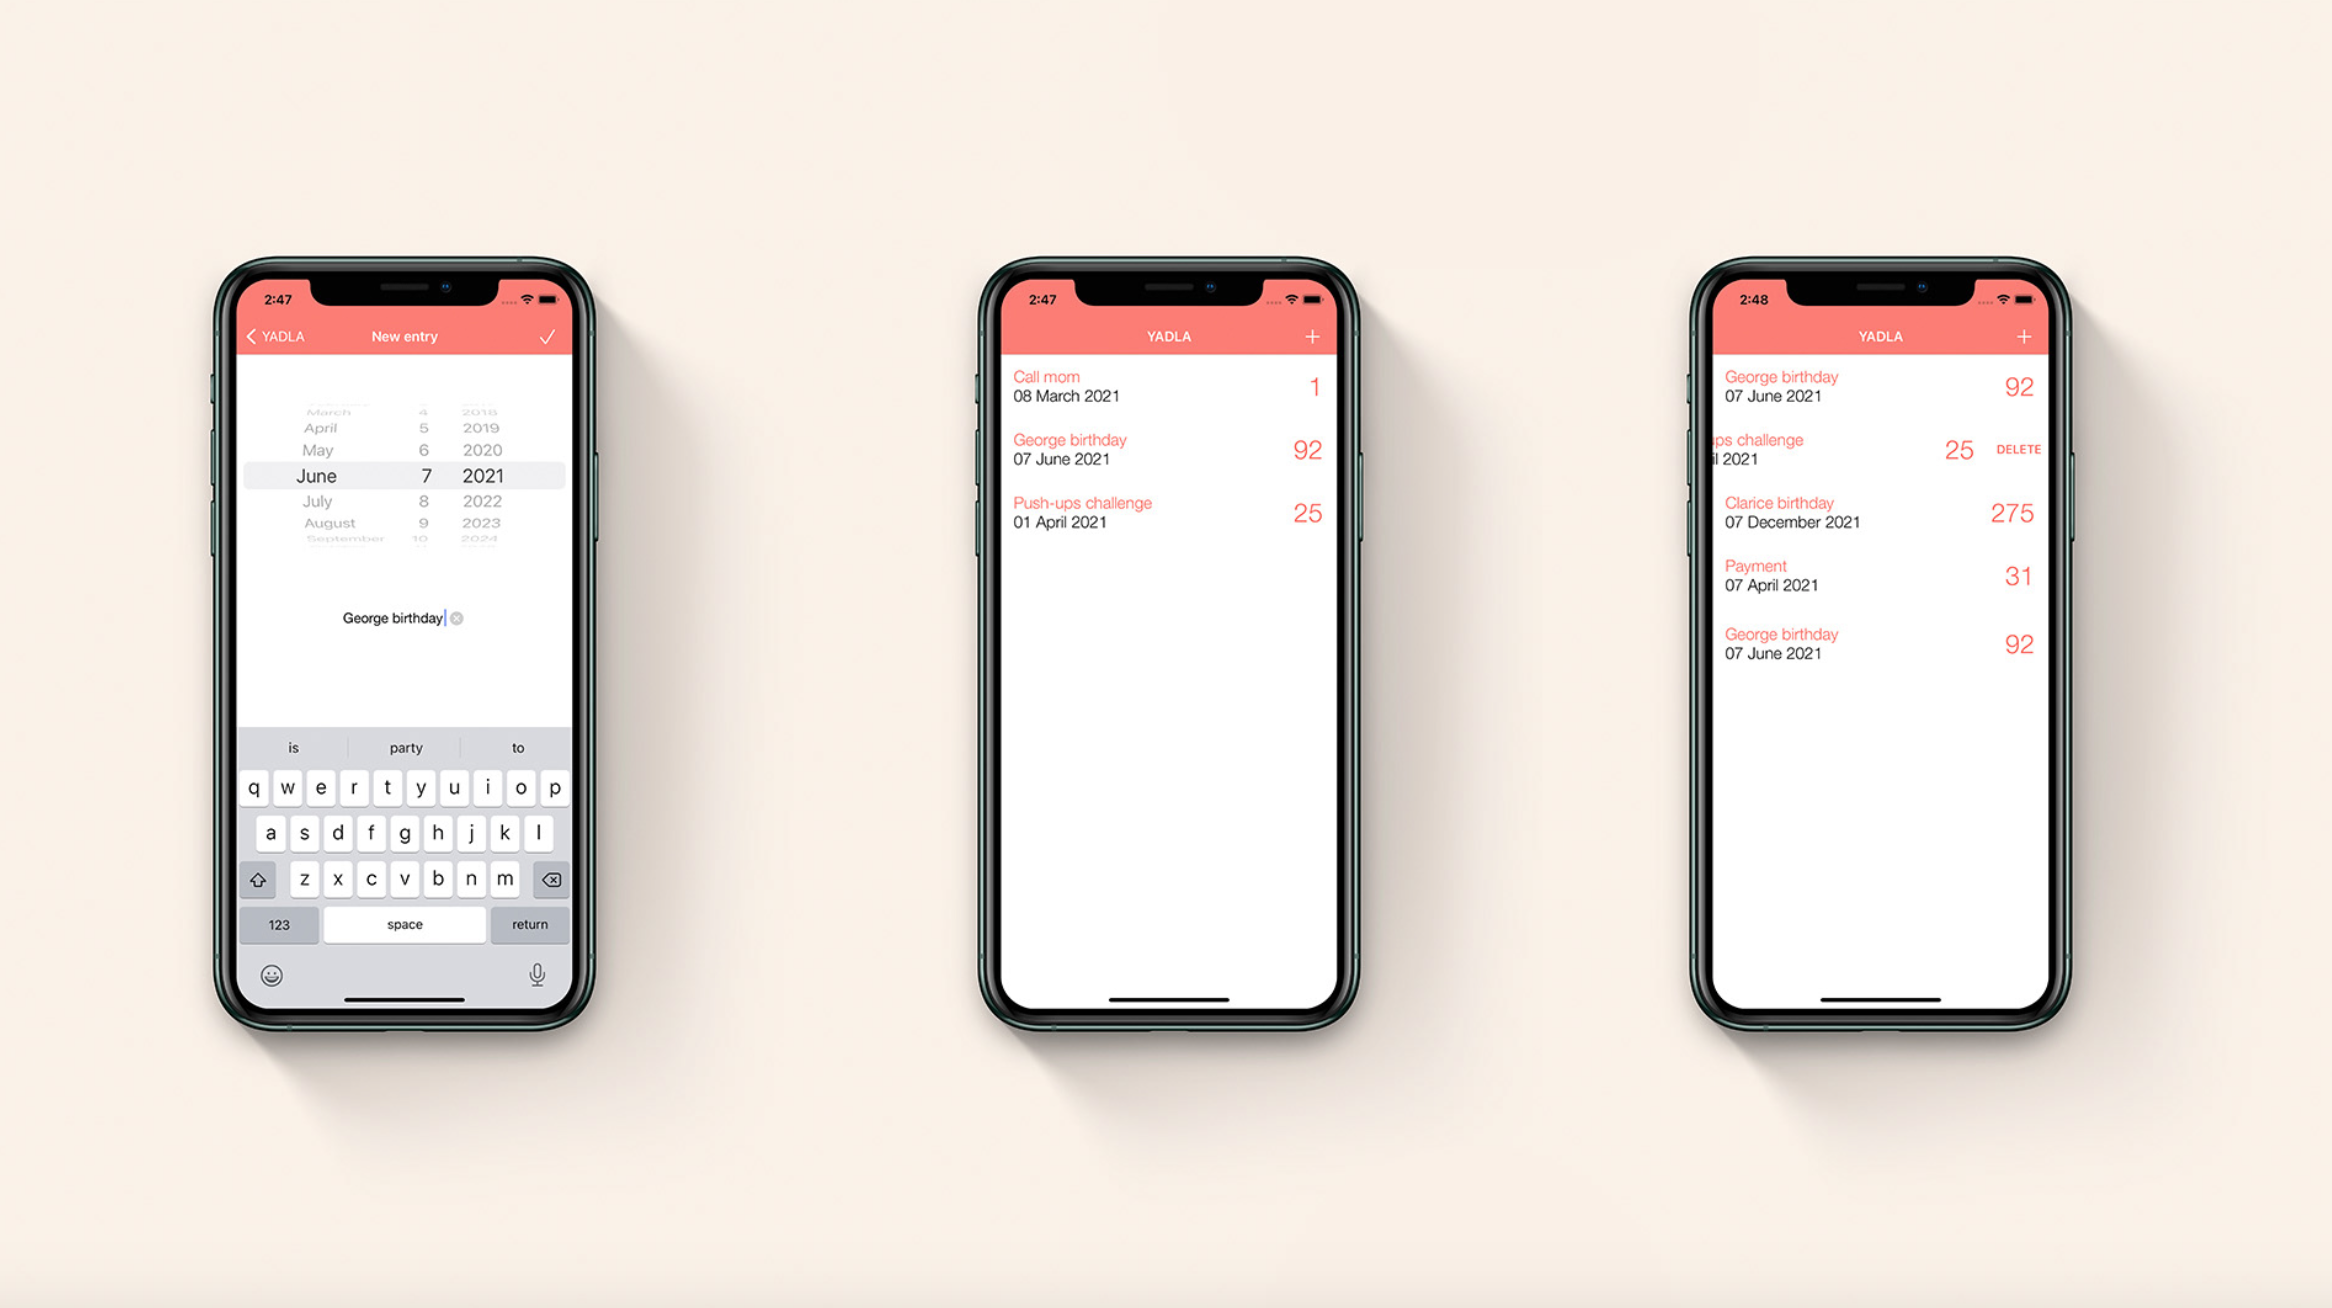 2:47
YADLA New entry
March 4 2018
April 5 2019
May 6 2020
June 7 2021
July 8 2022
August 9 2023
September 10 2024
George birthday
is party to
q w e r t y u i o p
a s d f g h j k l
z x c v b n m
123 space return
2:47
YADLA +
Call mom 1
08 March 2021
George birthday 92
07 June 2021
Push-ups challenge 25
01 April 2021
2:48
YADLA +
George birthday 92
07 June 2021
ups challenge 25 DELETE
il 2021
Clarice birthday 275
07 December 2021
Payment 31
07 April 2021
George birthday 92
07 June 2021